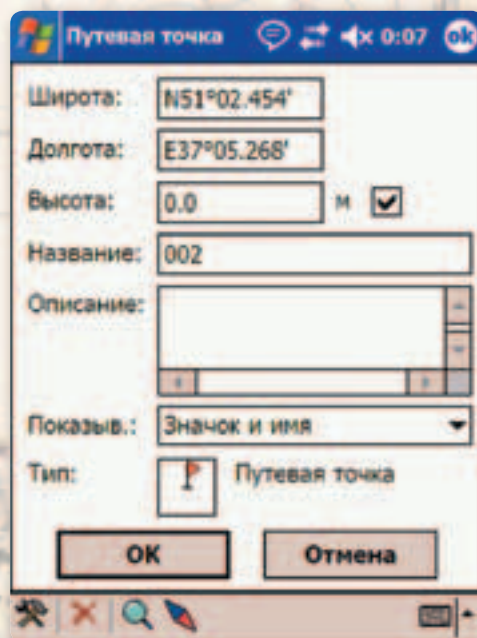 Путевая точка 0:07 ok
Широта: N51°02.454'
Долгота: E37°05.268'
Высота: 0.0 м
Название: 002
Описание:
Показыв.: Значок и имя
Тип: Путевая точка
ОК Отмена